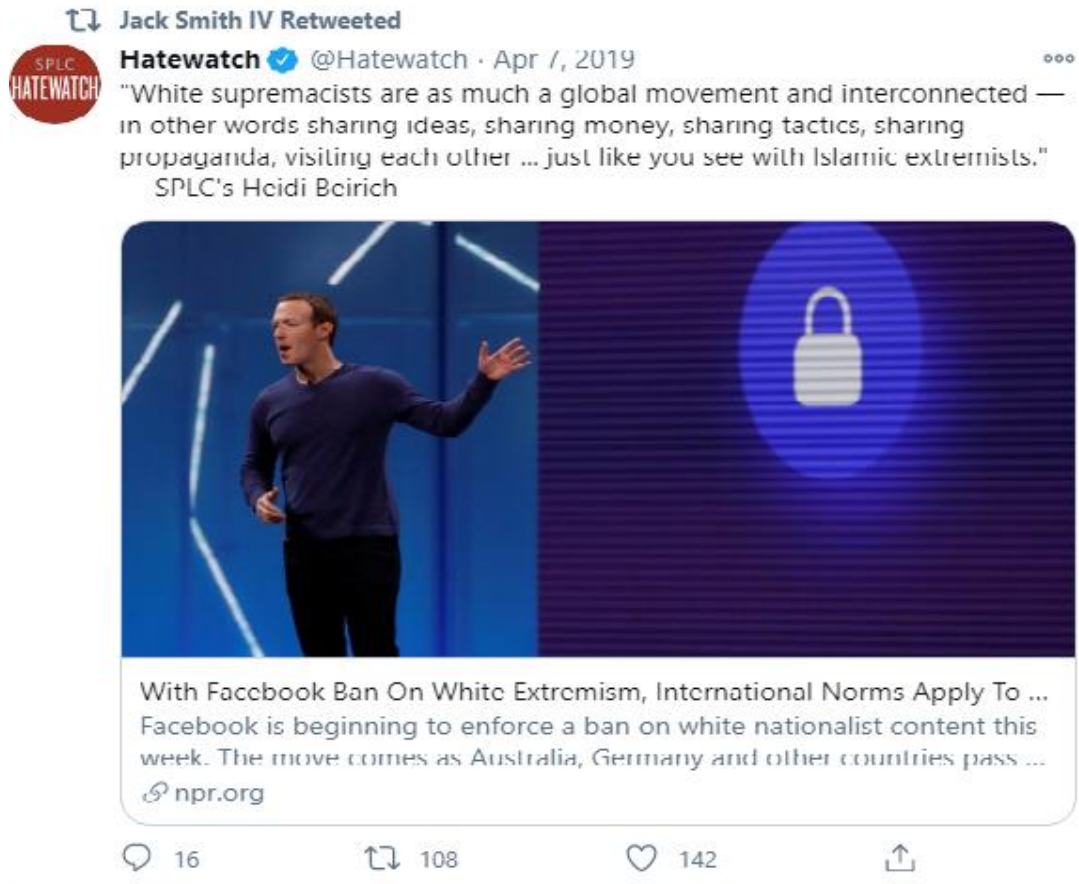 Jack Smith IV Retweeted
Hatewatch @Hatewatch · Apr 7, 2019
SPLC
HATEWATCH
"White supremacists are as much a global movement and interconnected —
in other words sharing ideas, sharing money, sharing tactics, sharing
propaganda, visiting each other ... just like you see with Islamic extremists."
SPLC's Heidi Beirich
With Facebook Ban On White Extremism, International Norms Apply To ...
Facebook is beginning to enforce a ban on white nationalist content this
week. The move comes as Australia, Germany and other countries pass ...
npr.org
16 108 142